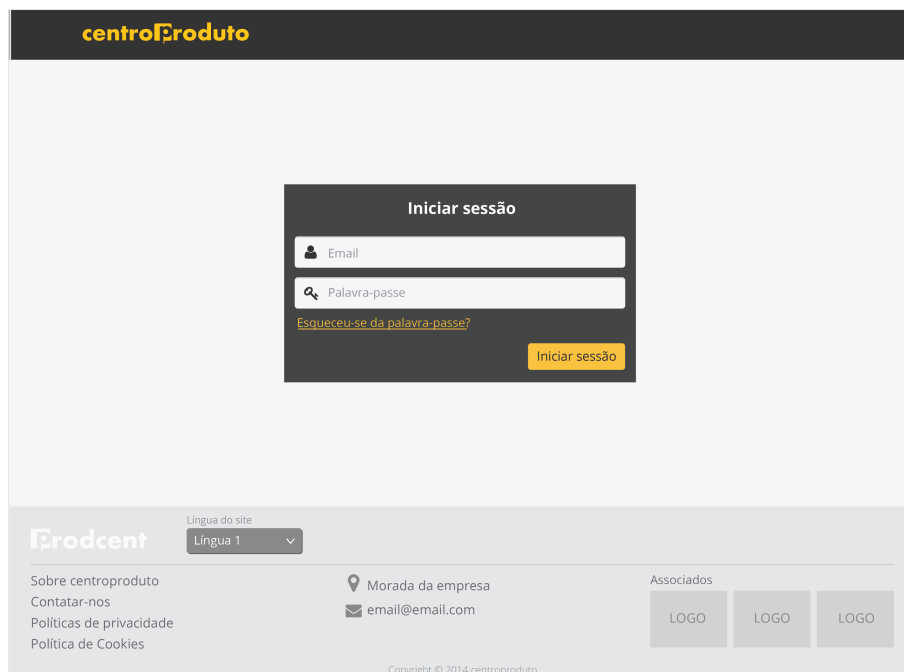 centroProduto
Iniciar sessão
Email
Palavra-passe
Esqueceu-se da palavra-passe?
Iniciar sessão
Língua do site
Prodcent
Língua 1
Sobre centroproduto
Contatar-nos
Políticas de privacidade
Política de Cookies
Morada da empresa
email@email.com
Associados
LOGO LOGO LOGO
Copyright © 2014 centroproduto